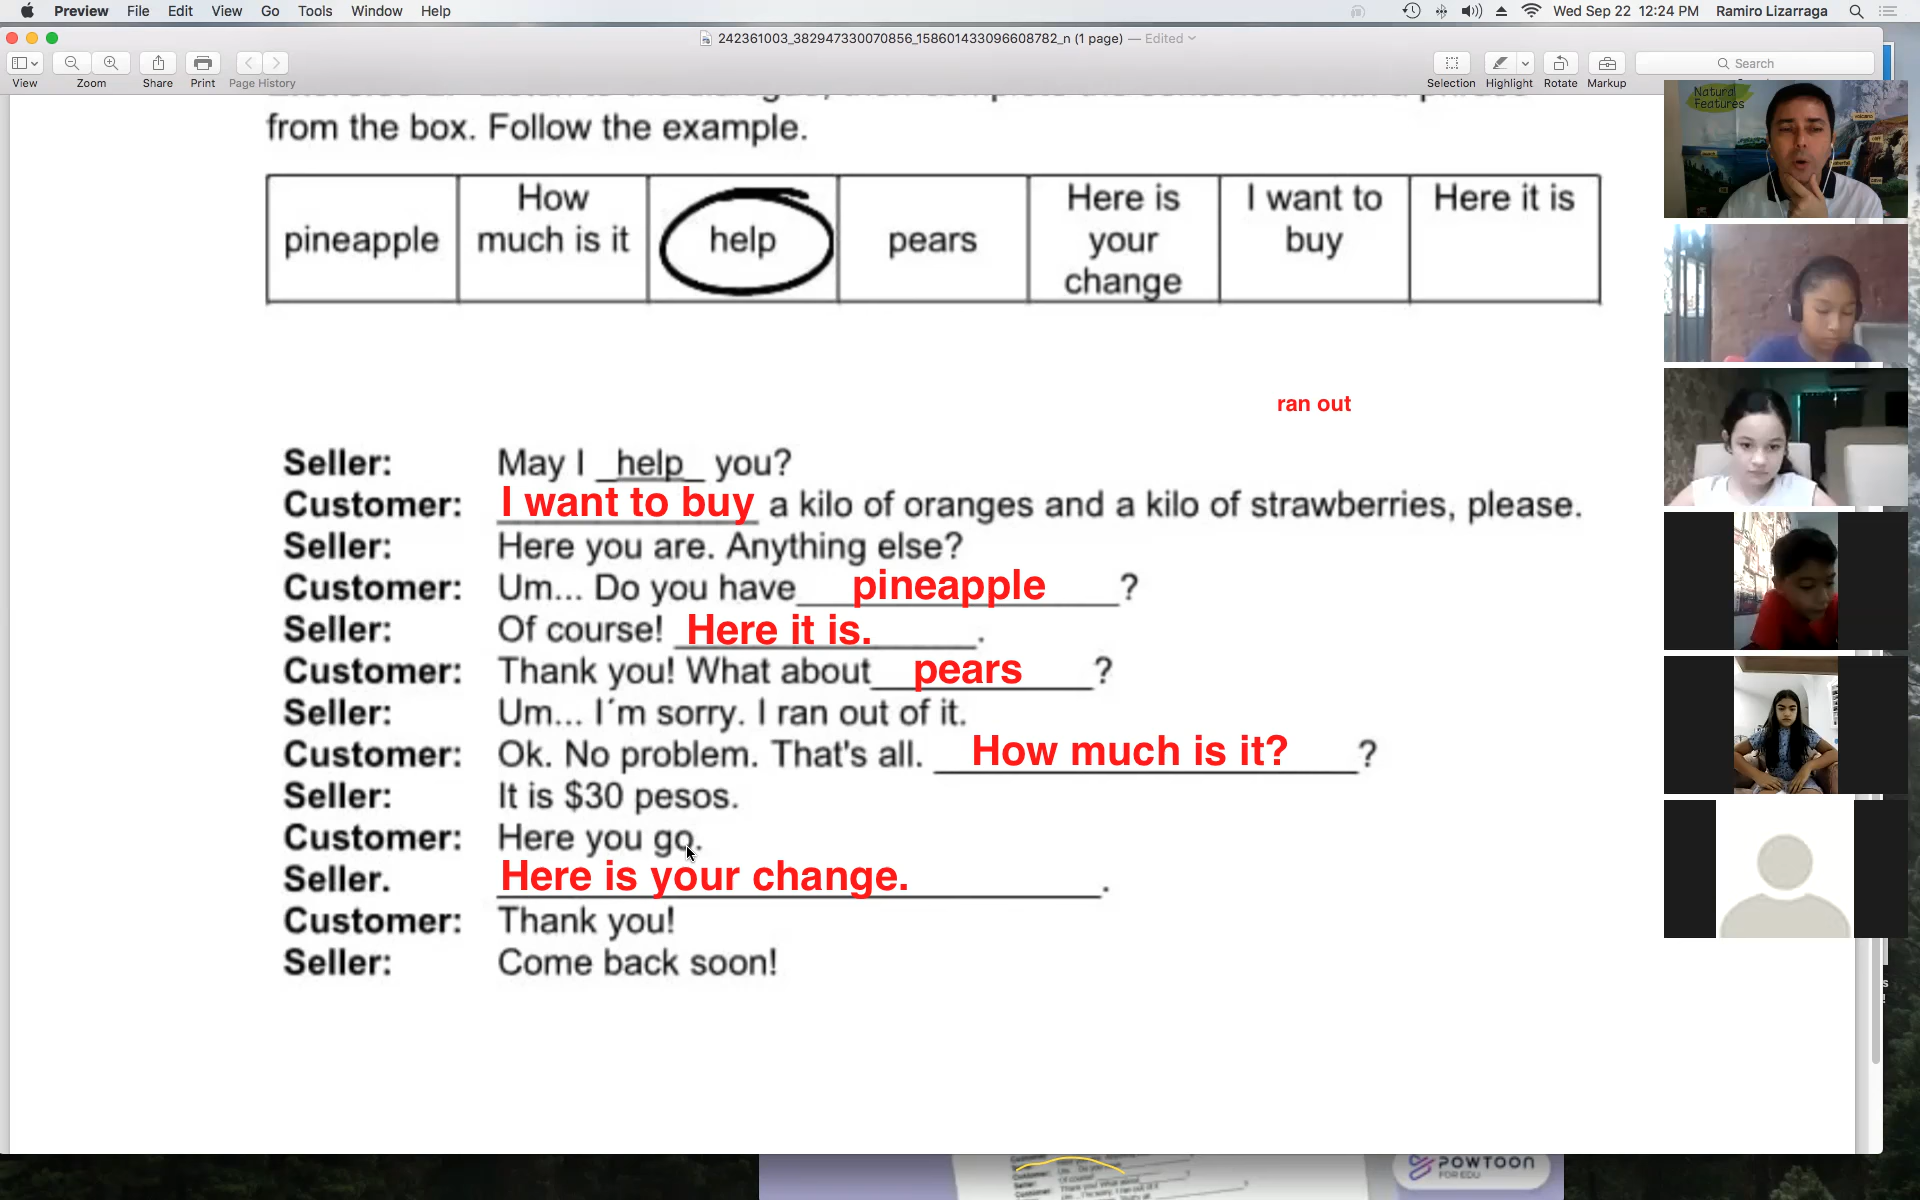 Preview File Edit View Go Tools Window Help
Wed Sep 22 12:24 PM Ramiro Lizarraga
242361003_382947330070856_158601433096608782_n (1 page) — Edited
View Zoom Share Print Page History Selection Highlight Rotate Markup Search
Natural
Features
from the box. Follow the example.
pineapple
How
much is it
help
pears
Here is
your
change
I want to
buy
Here it is
ran out
Seller: May I _help_ you?
Customer: I want to buy a kilo of oranges and a kilo of strawberries, please.
Seller: Here you are. Anything else?
Customer: Um... Do you have pineapple ?
Seller: Of course! Here it is. .
Customer: Thank you! What about pears ?
Seller: Um... I´m sorry. I ran out of it.
Customer: Ok. No problem. That's all. How much is it? ?
Seller: It is $30 pesos.
Customer: Here you go.
Seller. Here is your change. .
Customer: Thank you!
Seller: Come back soon!
POWTOON
FOR EDU